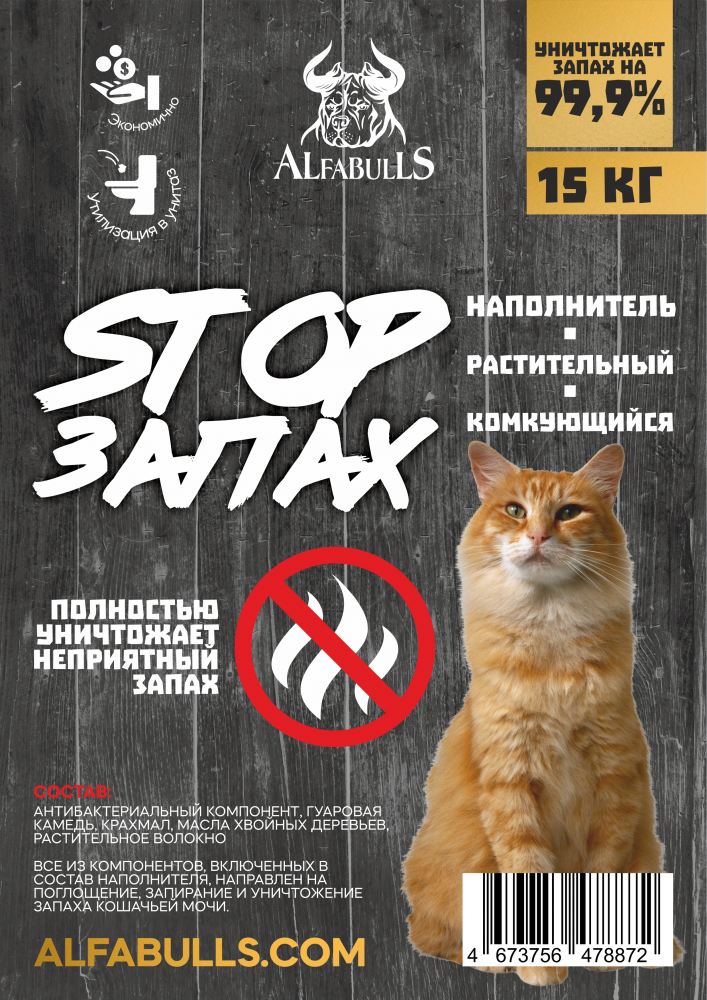 Экономично
Утилизация в унитаз
ALFABULLS
УНИЧТОЖАЕТ
ЗАПАХ НА
99,9%
15 КГ
STOP
ЗАПАХ
НАПОЛНИТЕЛЬ
РАСТИТЕЛЬНЫЙ
КОМКУЮЩИЙСЯ
ПОЛНОСТЬЮ
УНИЧТОЖАЕТ
НЕПРИЯТНЫЙ
ЗАПАХ
СОСТАВ:
АНТИБАКТЕРИАЛЬНЫЙ КОМПОНЕНТ, ГУАРОВАЯ
КАМЕДЬ, КРАХМАЛ, МАСЛА ХВОЙНЫХ ДЕРЕВЬЕВ,
РАСТИТЕЛЬНОЕ ВОЛОКНО
ВСЕ ИЗ КОМПОНЕНТОВ, ВКЛЮЧЕННЫХ В
СОСТАВ НАПОЛНИТЕЛЯ, НАПРАВЛЕН НА
ПОГЛОЩЕНИЕ, ЗАПИРАНИЕ И УНИЧТОЖЕНИЕ
ЗАПАХА КОШАЧЬЕЙ МОЧИ.
ALFABULLS.COM
4 673756 478872